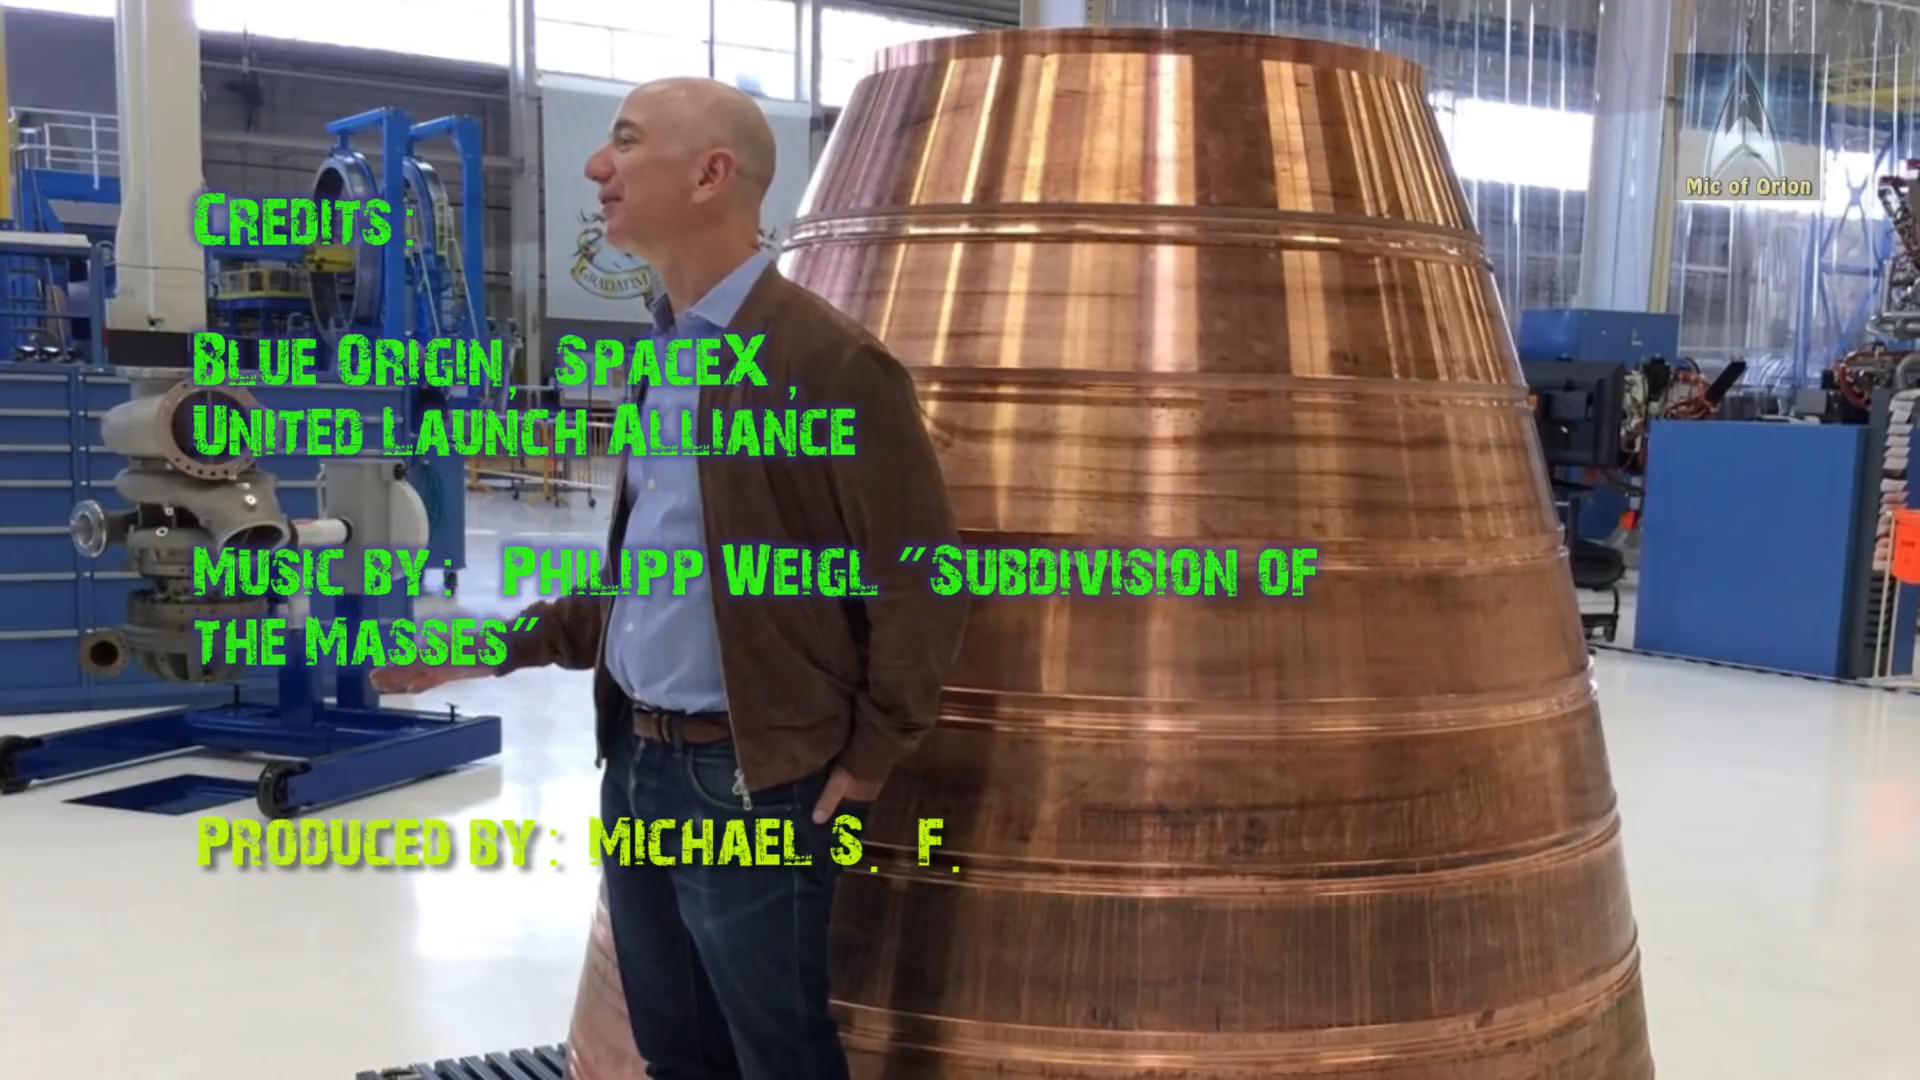 Mic of Orion
Credits:
GRADATIM
Blue Origin, SpaceX,
United Launch Alliance
Music by: Philipp Weigl "Subdivision of
the Masses"
Produced by: Michael S. F.